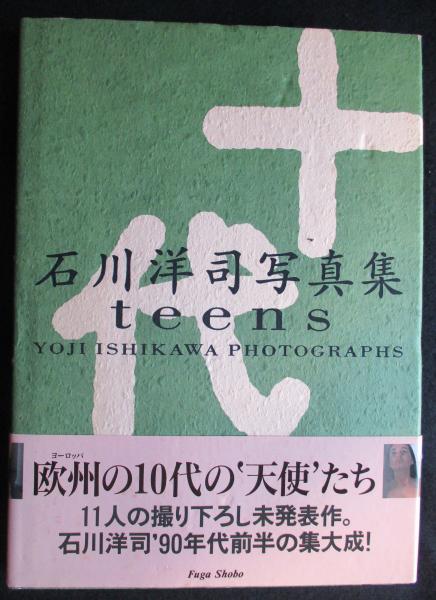 十代
石川洋司写真集
teens
YOJI ISHIKAWA PHOTOGRAPHS
ヨーロッパ
欧州の10代の‘天使’たち
11人の撮り下ろし未発表作。
石川洋司’90年代前半の集大成!
Fuga Shobo